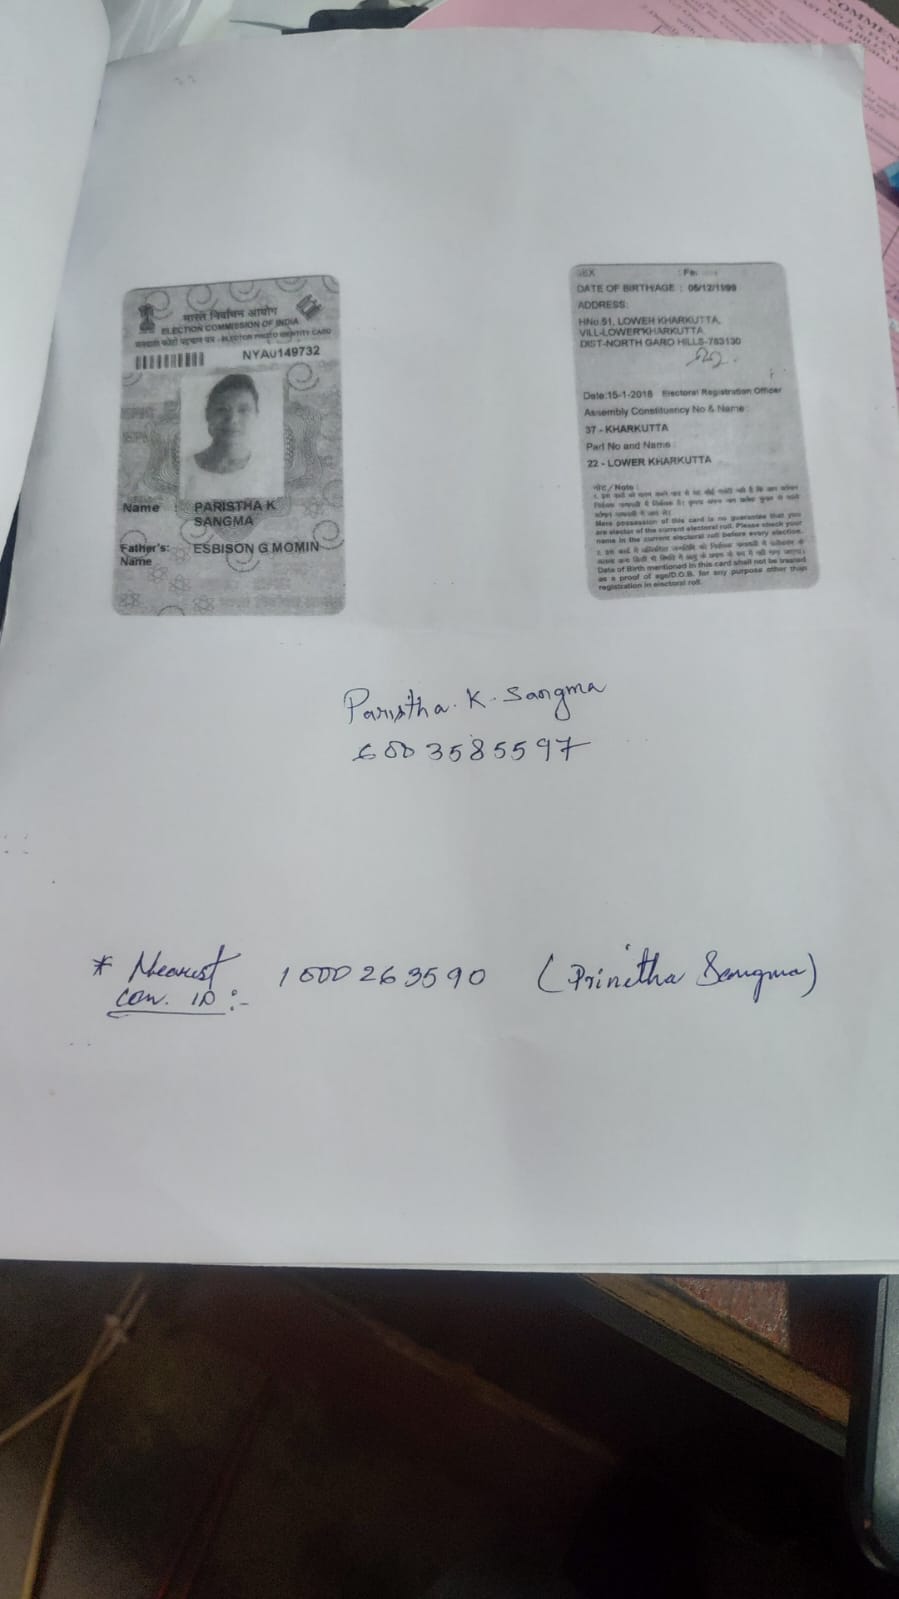 भारत निर्वाचन आयोग
ELECTION COMMISSION OF INDIA
ELECTOR PHOTO IDENTITY CARD
NYA0149732
Name : PARISTHA K
SANGMA
Father's: ESBISON G MOMIN
Name
SEX
DATE OF BIRTH/AGE : 05/12/1999
ADDRESS:
HNo.51, LOWER KHARKUTTA,
VILL-LOWER KHARKUTTA
DIST-NORTH GARO HILLS-783130
Date:15-1-2018 Electoral Registration Officer
Assembly Constituency No & Name:
37 - KHARKUTTA
Part No and Name :
22 - LOWER KHARKUTTA
नोट / Note :
Mere possession of this card is no guarantee that you
are elector of the current electoral roll. Please check your
name in the current electoral roll before every election.
Date of Birth mentioned in this card shall not be treated
as a proof of age/D.O.B. for any purpose other than
registration in electoral roll.
Paristha. K. Sangma
6003585597
* Nearest 1000263590 (Prinitha Sangma)
con. ID :-